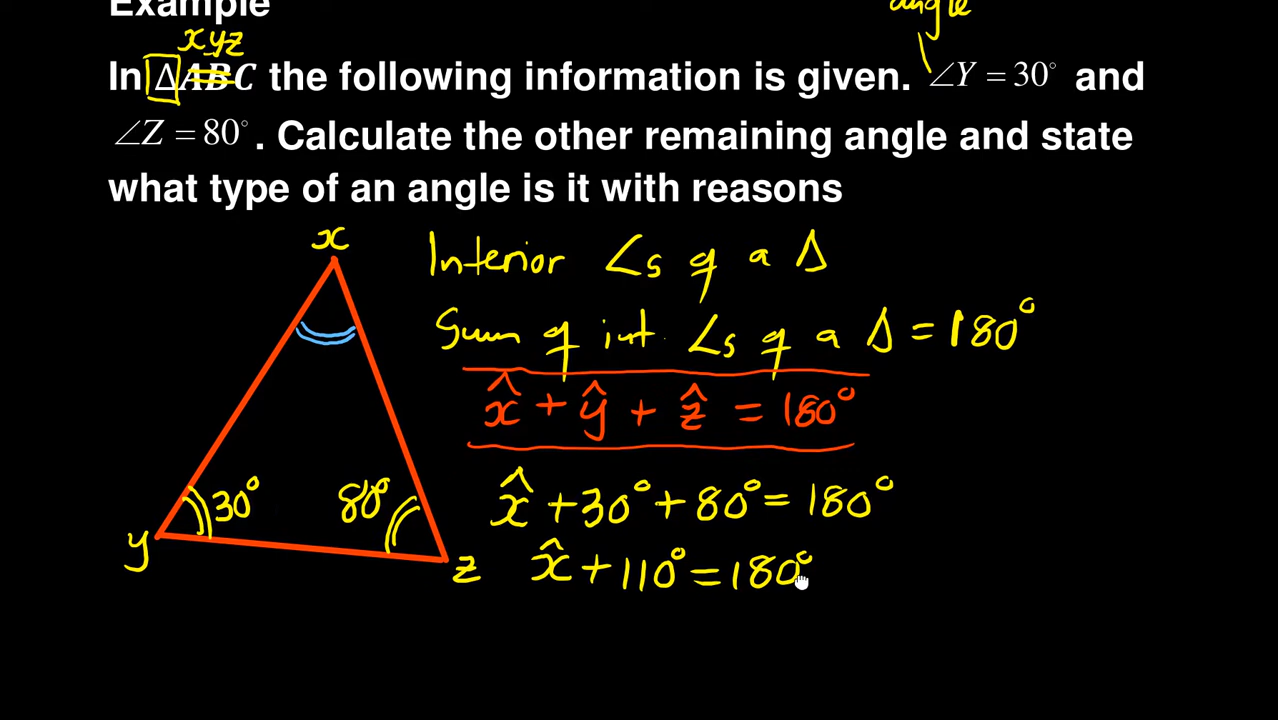 Example
angle
xyz
In ΔABC the following information is given. ∠Y = 30° and
∠Z = 80°. Calculate the other remaining angle and state
what type of an angle is it with reasons
x
Interior ∠s of a Δ
Sum of int. ∠s of a Δ = 180°
x̂ + ŷ + ẑ = 180°
30°
80°
x̂ + 30° + 80° = 180°
y
z
x̂ + 110° = 180°